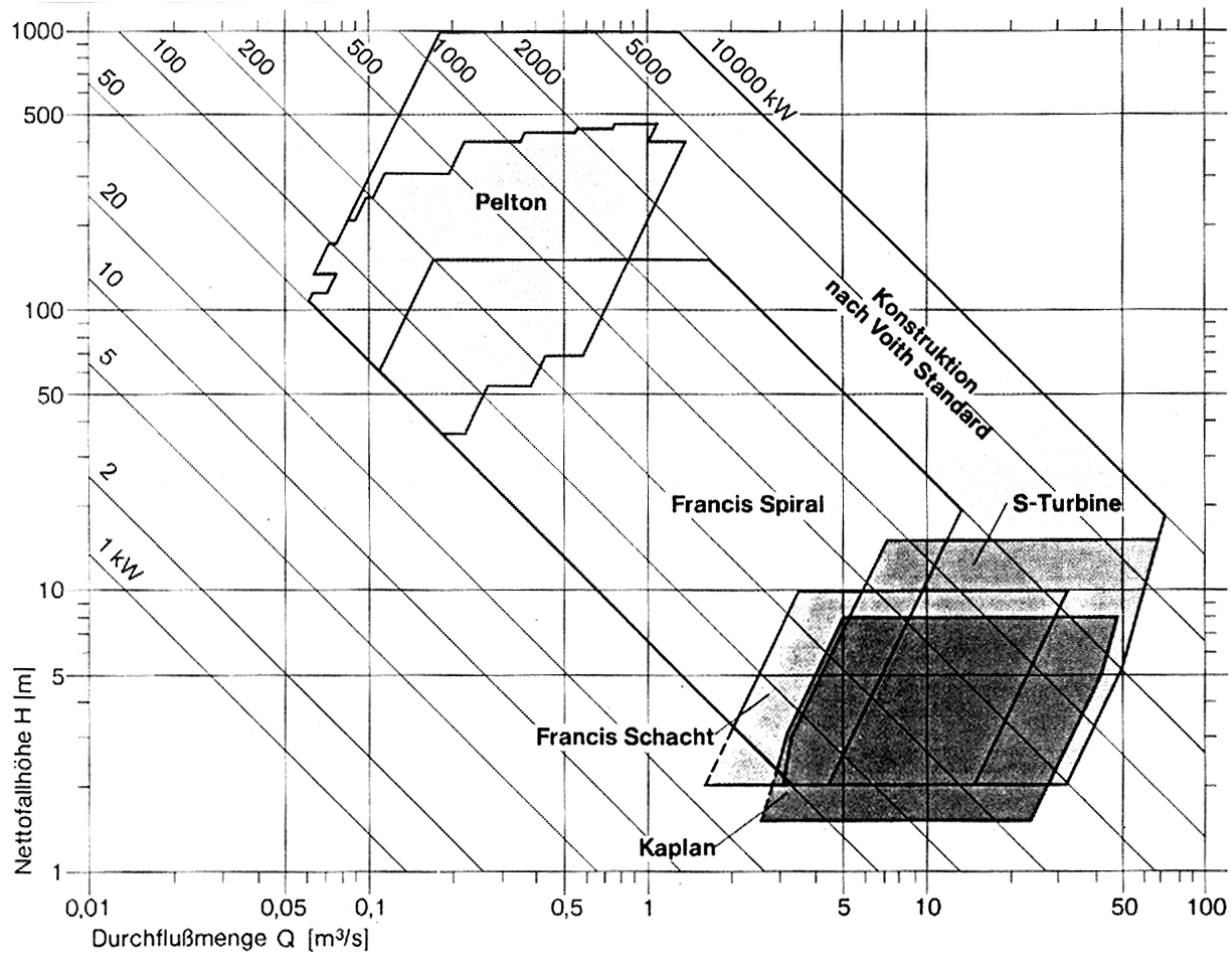 1000
500
100
50
10
5
1
Nettofallhöhe H [m]
50
100
200
500
1000
2000
5000
10000 kW
20
10
5
2
1 kW
Pelton
Konstruktion
nach Voith Standard
Francis Spiral
S-Turbine
Francis Schacht
Kaplan
0,01
0,05
0,1
0,5
1
5
10
50
100
Durchflußmenge Q [m³/s]